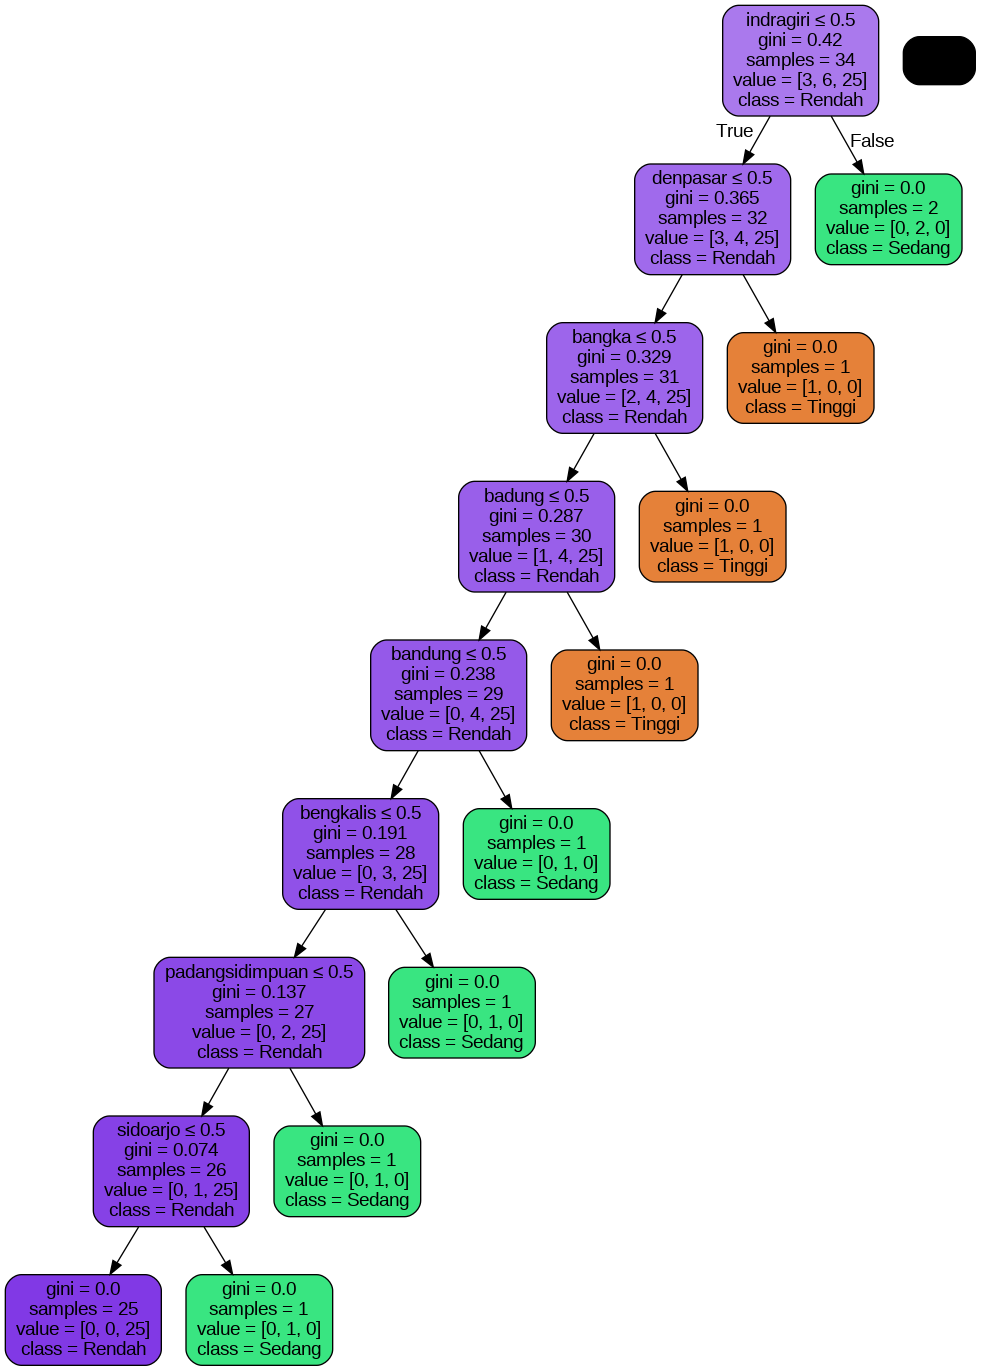 indragiri ≤ 0.5
gini = 0.42
samples = 34
value = [3, 6, 25]
class = Rendah
True
False
denpasar ≤ 0.5
gini = 0.365
samples = 32
value = [3, 4, 25]
class = Rendah
gini = 0.0
samples = 2
value = [0, 2, 0]
class = Sedang
bangka ≤ 0.5
gini = 0.329
samples = 31
value = [2, 4, 25]
class = Rendah
gini = 0.0
samples = 1
value = [1, 0, 0]
class = Tinggi
badung ≤ 0.5
gini = 0.287
samples = 30
value = [1, 4, 25]
class = Rendah
gini = 0.0
samples = 1
value = [1, 0, 0]
class = Tinggi
bandung ≤ 0.5
gini = 0.238
samples = 29
value = [0, 4, 25]
class = Rendah
gini = 0.0
samples = 1
value = [1, 0, 0]
class = Tinggi
bengkalis ≤ 0.5
gini = 0.191
samples = 28
value = [0, 3, 25]
class = Rendah
gini = 0.0
samples = 1
value = [0, 1, 0]
class = Sedang
padangsidimpuan ≤ 0.5
gini = 0.137
samples = 27
value = [0, 2, 25]
class = Rendah
gini = 0.0
samples = 1
value = [0, 1, 0]
class = Sedang
sidoarjo ≤ 0.5
gini = 0.074
samples = 26
value = [0, 1, 25]
class = Rendah
gini = 0.0
samples = 1
value = [0, 1, 0]
class = Sedang
gini = 0.0
samples = 25
value = [0, 0, 25]
class = Rendah
gini = 0.0
samples = 1
value = [0, 1, 0]
class = Sedang